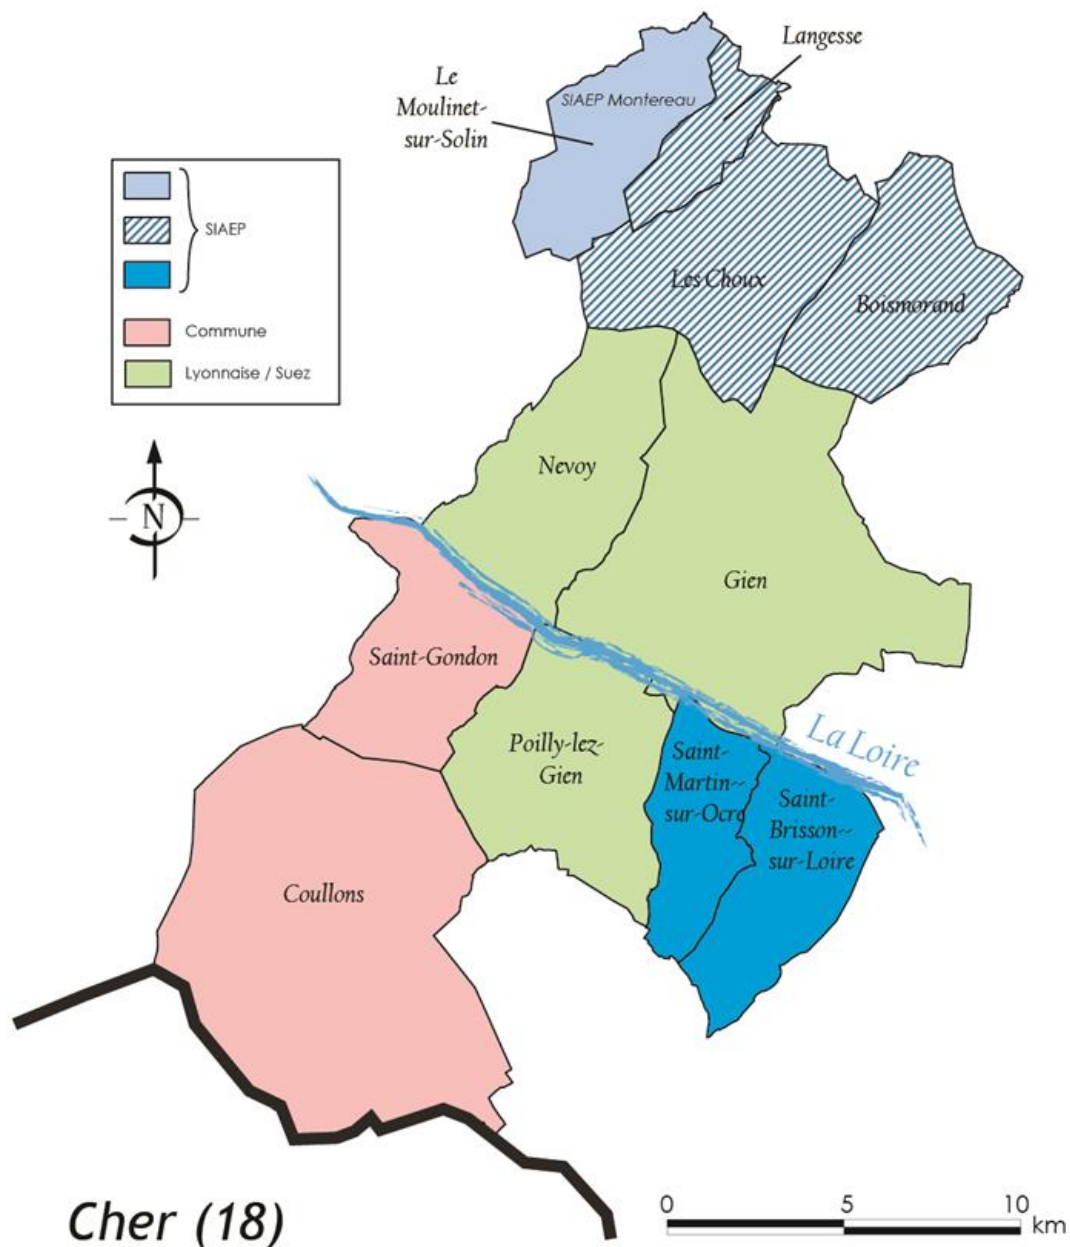 Langesse
Le
Moulinet-
sur-Solin
SIAEP Montereau
SIAEP
Commune
Lyonnaise / Suez
Les Choux
Boismorand
N
Nevoy
Gien
Saint-Gondon
La Loire
Poilly-lez-
Gien
Saint-
Martin--
sur-Ocre
Saint-
Brisson--
sur-Loire
Coullons
Cher (18)
0 5 10
km